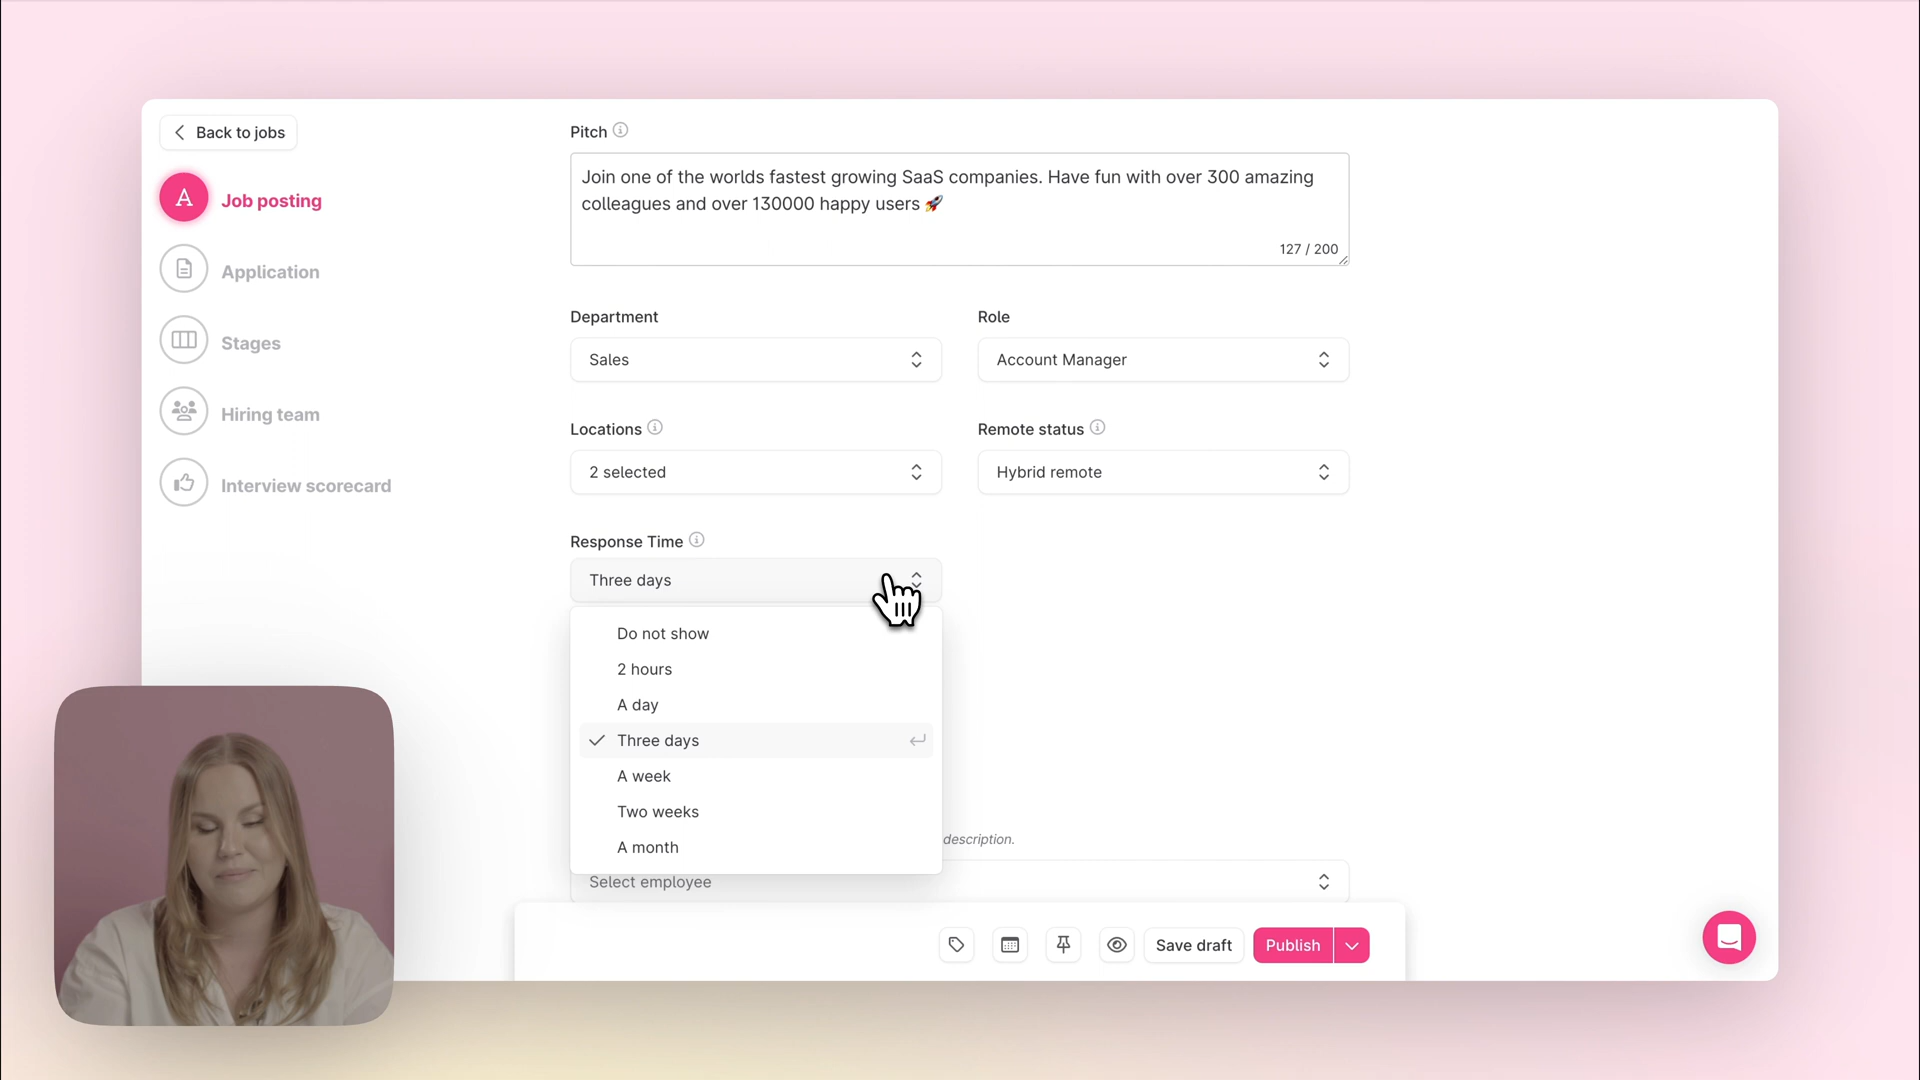 Back to jobs
Job posting
Application
Stages
Hiring team
Interview scorecard
Pitch
Join one of the worlds fastest growing SaaS companies. Have fun with over 300 amazing
colleagues and over 130000 happy users 🚀
127 / 200
Department
Role
Sales
Account Manager
Locations
Remote status
2 selected
Hybrid remote
Response Time
Three days
Do not show
2 hours
A day
Three days
A week
Two weeks
A month
description.
Select employee
Save draft
Publish